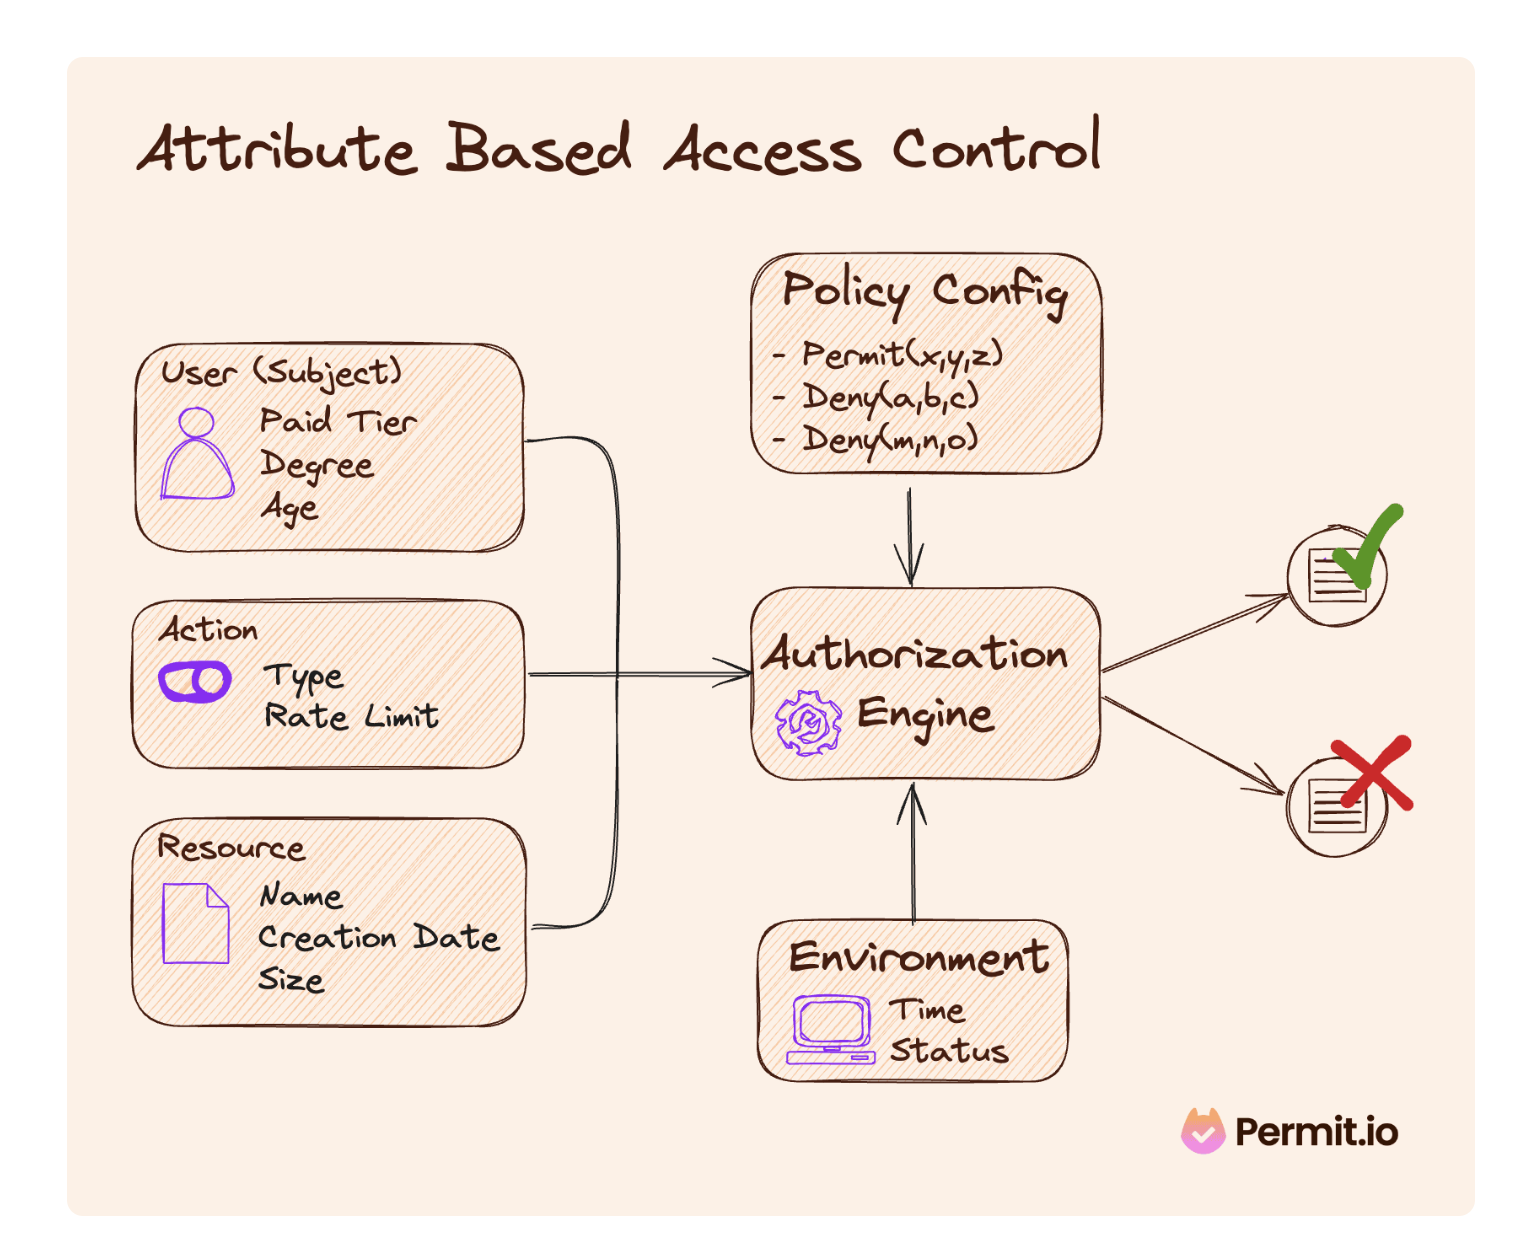 Attribute Based Access Control
Policy Config
- Permit(x,y,z)
- Deny(a,b,c)
- Deny(m,n,o)
User (Subject)
Paid Tier
Degree
Age
Action
Type
Rate Limit
Authorization
Engine
Resource
Name
Creation Date
Size
Environment
Time
Status
Permit.io